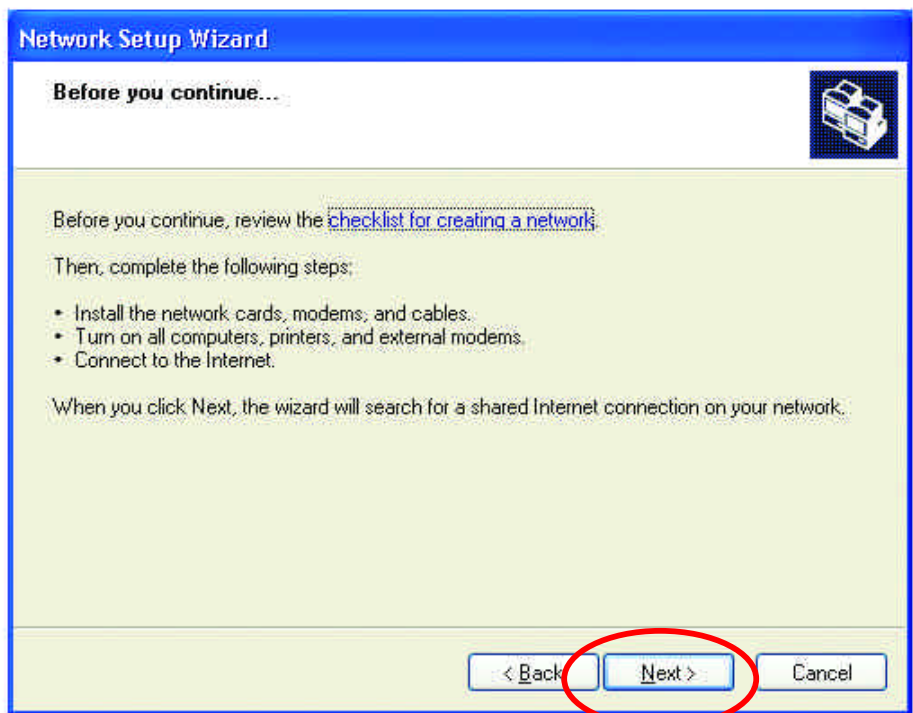 Network Setup Wizard
Before you continue...
Before you continue, review the checklist for creating a network.
Then, complete the following steps:
• Install the network cards, modems, and cables.
• Turn on all computers, printers, and external modems.
• Connect to the Internet.
When you click Next, the wizard will search for a shared Internet connection on your network.
< Back Next > Cancel